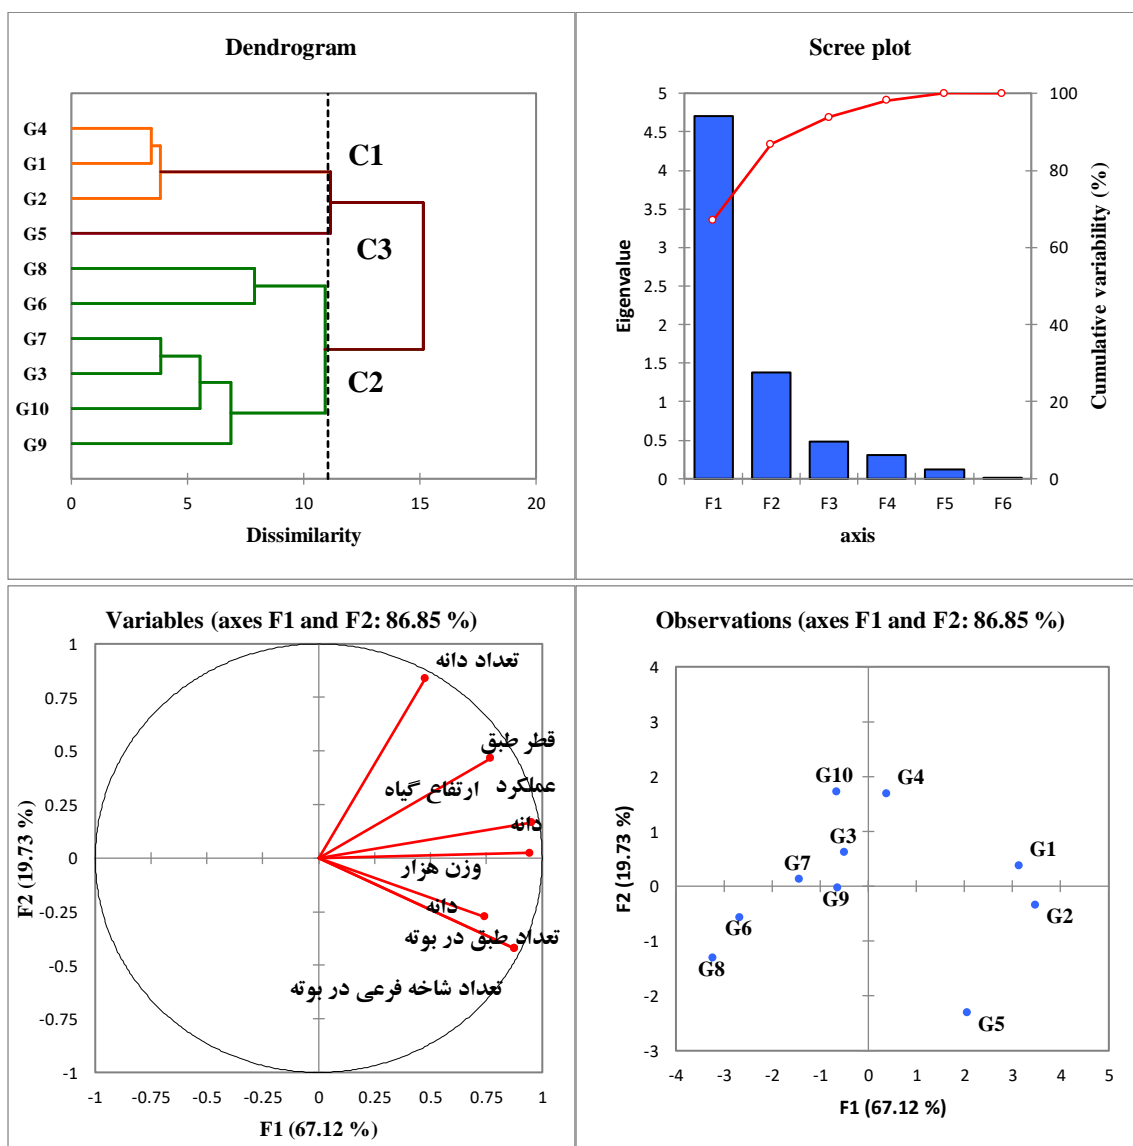 Dendrogram
G4
G1
G2
G5
G8
G6
G7
G3
G10
G9
C1
C3
C2
0 5 10 15 20
Dissimilarity
Scree plot
5
4.5
4
3.5
3
2.5
2
1.5
1
0.5
0
Eigenvalue
100
80
60
40
20
0
Cumulative variability (%)
F1 F2 F3 F4 F5 F6
axis
Variables (axes F1 and F2: 86.85 %)
1
0.75
0.5
0.25
0
-0.25
-0.5
-0.75
-1
F2 (19.73 %)
تعداد دانه
قطر طبق
عملکرد
ارتفاع گیاه
دانه
وزن هزار
دانه
تعداد طبق در بوته
تعداد شاخه فرعی در بوته
-1 -0.75 -0.5 -0.25 0 0.25 0.5 0.75 1
F1 (67.12 %)
Observations (axes F1 and F2: 86.85 %)
4
3
2
1
0
-1
-2
-3
F2 (19.73 %)
G10
G4
G3
G1
G7
G9
G2
G6
G8
G5
-4 -3 -2 -1 0 1 2 3 4 5
F1 (67.12 %)